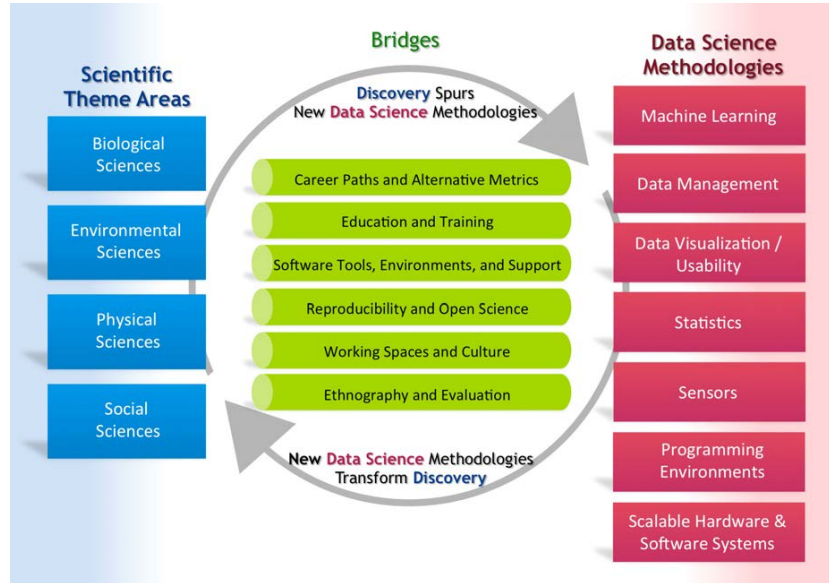 Scientific
Theme Areas
Biological
Sciences
Environmental
Sciences
Physical
Sciences
Social
Sciences
Bridges
Discovery Spurs
New Data Science Methodologies
Career Paths and Alternative Metrics
Education and Training
Software Tools, Environments, and Support
Reproducibility and Open Science
Working Spaces and Culture
Ethnography and Evaluation
New Data Science Methodologies
Transform Discovery
Data Science
Methodologies
Machine Learning
Data Management
Data Visualization /
Usability
Statistics
Sensors
Programming
Environments
Scalable Hardware &
Software Systems